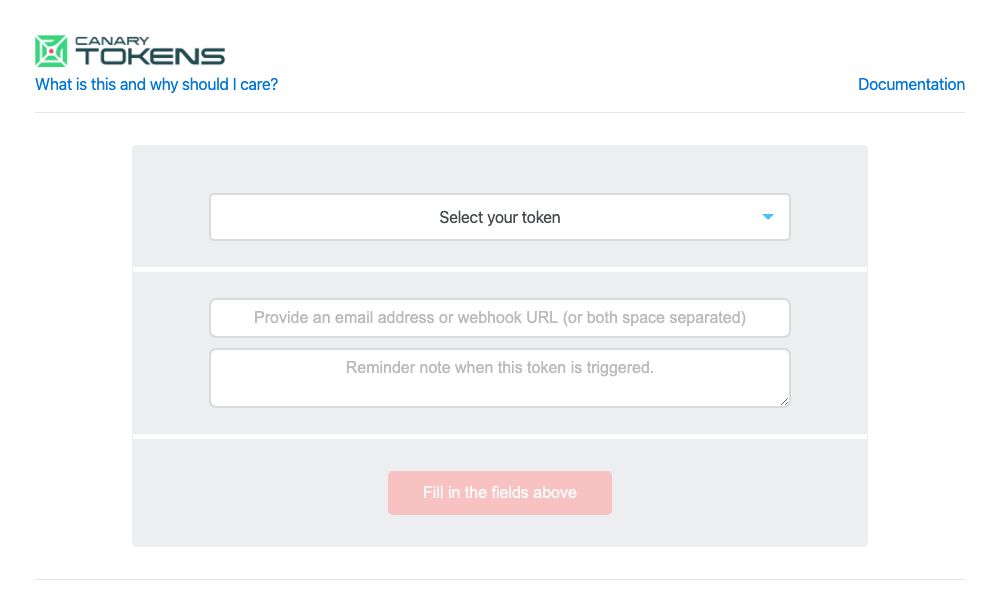 CANARY
TOKENS
What is this and why should I care?
Documentation
Select your token
Provide an email address or webhook URL (or both space separated)
Reminder note when this token is triggered.
Fill in the fields above